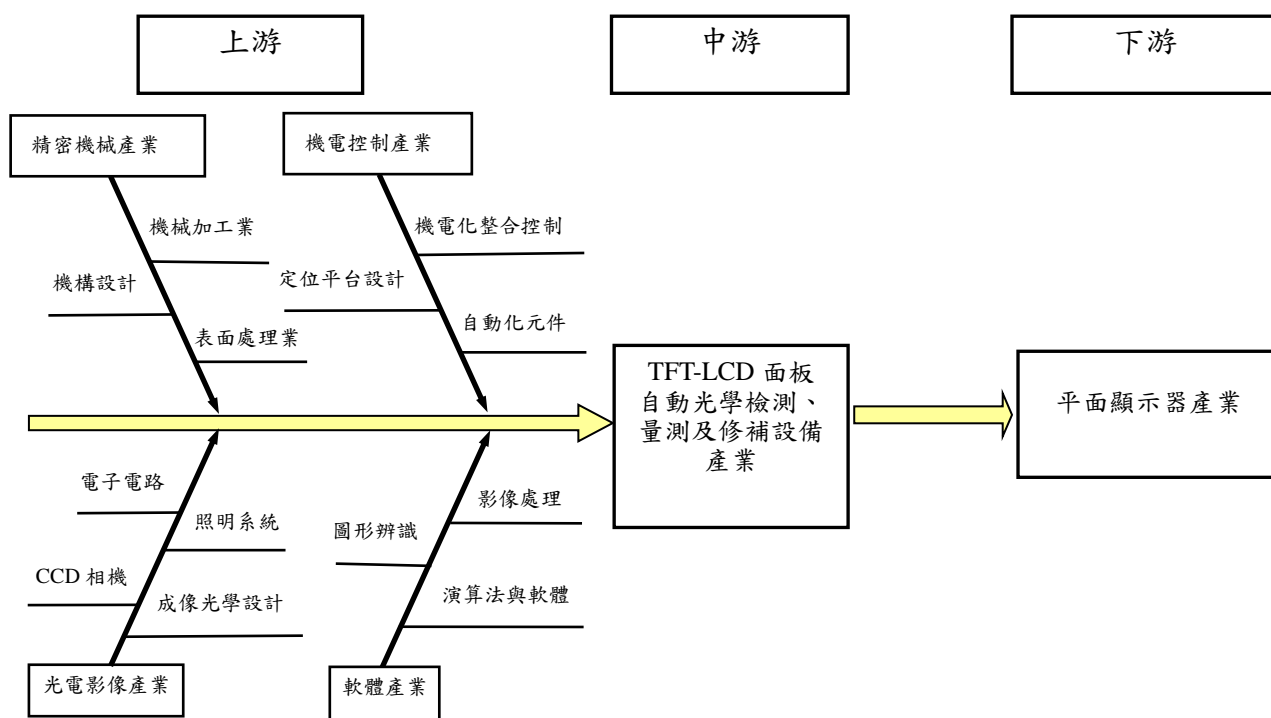 上游
中游
下游
精密機械產業
機電控制產業
機械加工業
機電化整合控制
機構設計
定位平台設計
表面處理業
自動化元件
TFT-LCD 面板
自動光學檢測、
量測及修補設備
產業
平面顯示器產業
電子電路
影像處理
照明系統
圖形辨識
CCD 相機
成像光學設計
演算法與軟體
光電影像產業
軟體產業